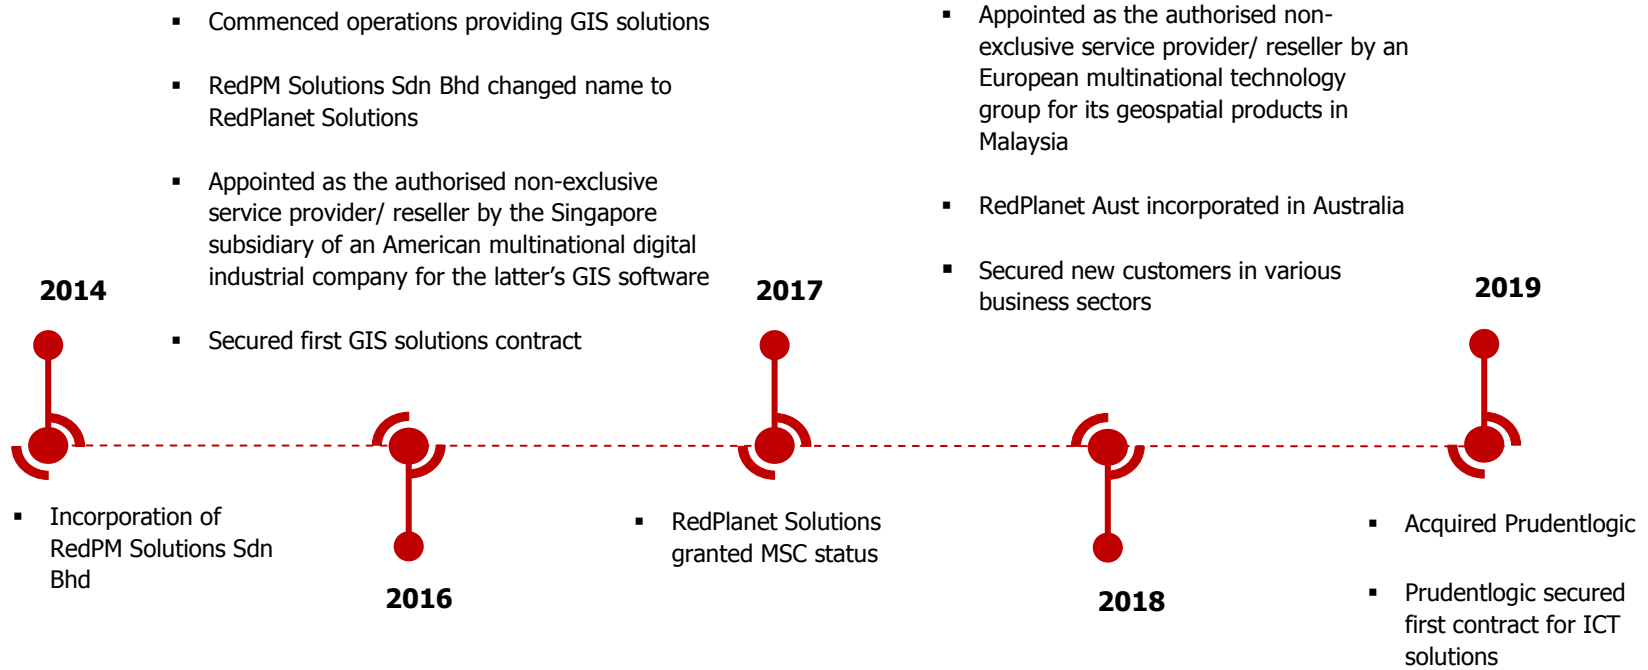 2014
▪ Incorporation of
RedPM Solutions Sdn
Bhd
▪ Commenced operations providing GIS solutions
▪ RedPM Solutions Sdn Bhd changed name to
RedPlanet Solutions
▪ Appointed as the authorised non-exclusive
service provider/ reseller by the Singapore
subsidiary of an American multinational digital
industrial company for the latter’s GIS software
▪ Secured first GIS solutions contract
2016
2017
▪ RedPlanet Solutions
granted MSC status
▪ Appointed as the authorised non-
exclusive service provider/ reseller by an
European multinational technology
group for its geospatial products in
Malaysia
▪ RedPlanet Aust incorporated in Australia
▪ Secured new customers in various
business sectors
2018
2019
▪ Acquired Prudentlogic
▪ Prudentlogic secured
first contract for ICT
solutions